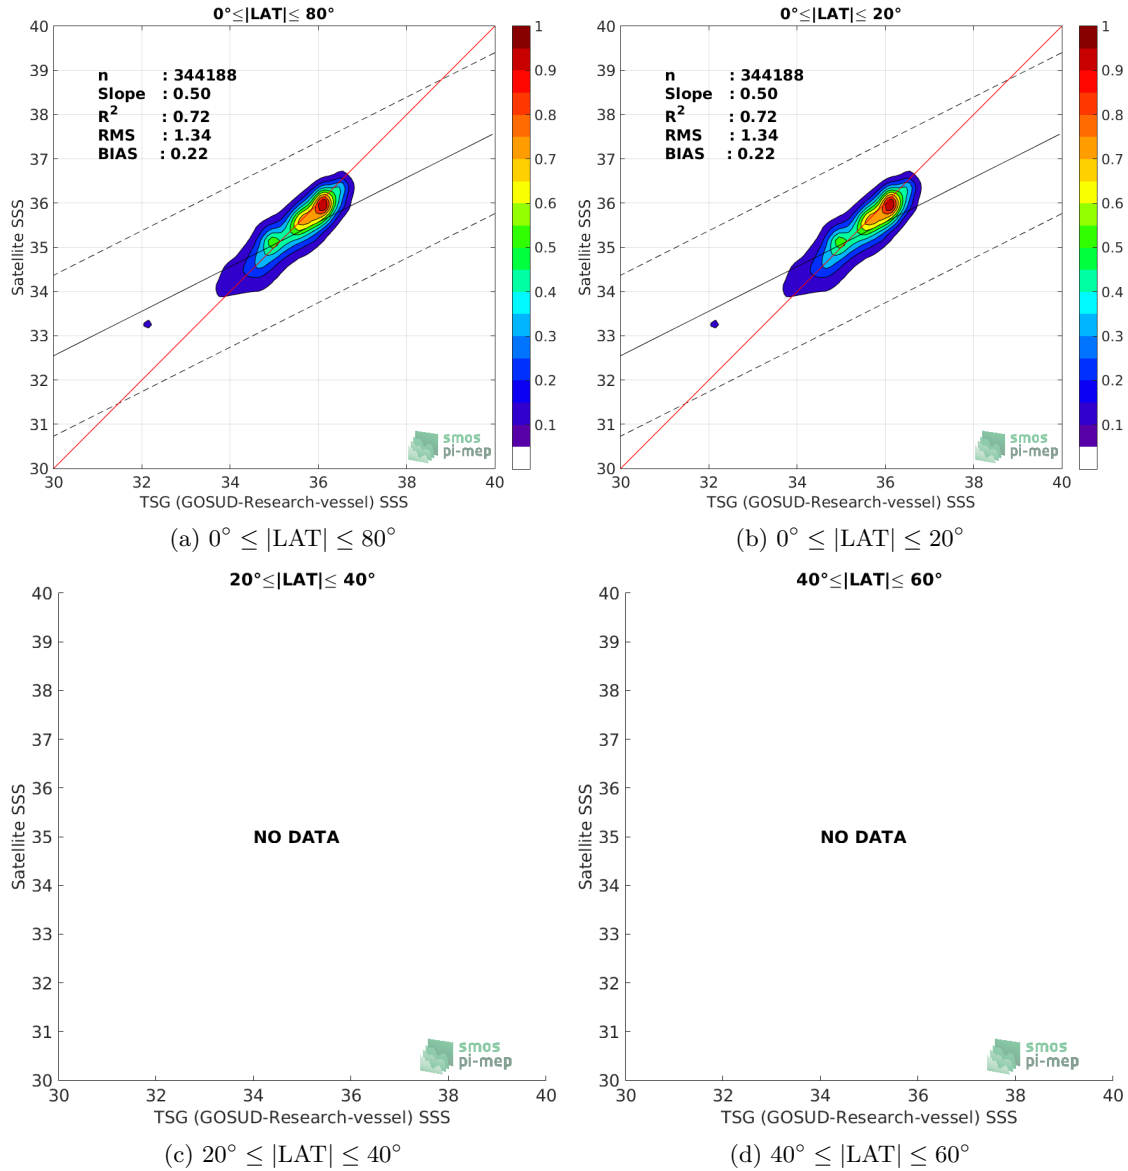 0°≤|LAT|≤ 80°
40
39
38
37
36
35
34
33
32
31
30
Satellite SSS
n : 344188
Slope : 0.50
R² : 0.72
RMS : 1.34
BIAS : 0.22
smos
pi-mep
30 32 34 36 38 40
TSG (GOSUD-Research-vessel) SSS
1
0.9
0.8
0.7
0.6
0.5
0.4
0.3
0.2
0.1
(a) 0° ≤ |LAT| ≤ 80°
0°≤|LAT|≤ 20°
40
39
38
37
36
35
34
33
32
31
30
Satellite SSS
n : 344188
Slope : 0.50
R² : 0.72
RMS : 1.34
BIAS : 0.22
smos
pi-mep
30 32 34 36 38 40
TSG (GOSUD-Research-vessel) SSS
1
0.9
0.8
0.7
0.6
0.5
0.4
0.3
0.2
0.1
(b) 0° ≤ |LAT| ≤ 20°
20°≤|LAT|≤ 40°
40
39
38
37
36
35
34
33
32
31
30
Satellite SSS
NO DATA
smos
pi-mep
30 32 34 36 38 40
TSG (GOSUD-Research-vessel) SSS
(c) 20° ≤ |LAT| ≤ 40°
40°≤|LAT|≤ 60°
40
39
38
37
36
35
34
33
32
31
30
Satellite SSS
NO DATA
smos
pi-mep
30 32 34 36 38 40
TSG (GOSUD-Research-vessel) SSS
(d) 40° ≤ |LAT| ≤ 60°